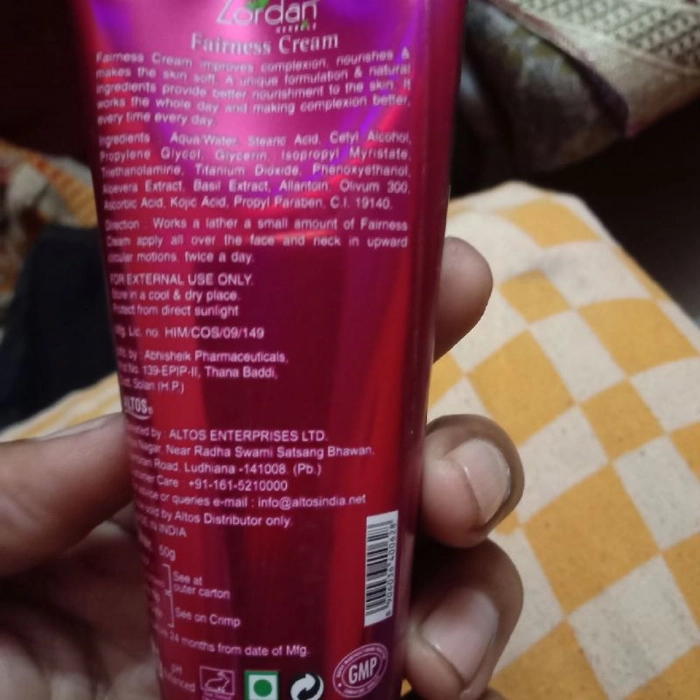 Zordan
HERBALS
Fairness Cream
Fairness Cream improves complexion, nourishes &
makes the skin soft. A unique formulation & natural
ingredients provide better nourishment to the skin. It
works the whole day and making complexion better,
every time every day.
Ingredients : Aqua/Water, Stearic Acid, Cetyl Alcohol,
Propylene Glycol, Glycerin, Isopropyl Myristate,
Triethanolamine, Titanium Dioxide, Phenoxyethanol,
Aloevera Extract, Basil Extract, Allantoin, Olivum 300,
Ascorbic Acid, Kojic Acid, Propyl Paraben, C.I. 19140.
Direction : Works a lather a small amount of Fairness
Cream apply all over the face and neck in upward
circular motions, twice a day.
FOR EXTERNAL USE ONLY.
Store in a cool & dry place.
Protect from direct sunlight
Mfg. Lic. no. HIM/COS/09/149
by : Abhisheik Pharmaceuticals,
No. 139-EPIP-II, Thana Baddi,
Solan (H.P.)
ALTOS
by : ALTOS ENTERPRISES LTD.
Nagar, Near Radha Swami Satsang Bhawan,
Road, Ludhiana -141008. (Pb.)
Care +91-161-5210000
or queries e-mail : info@altosindia.net
sold by Altos Distributor only.
IN INDIA
50g
See at
outer carton
See on Crimp
24 months from date of Mfg.
pH
GMP